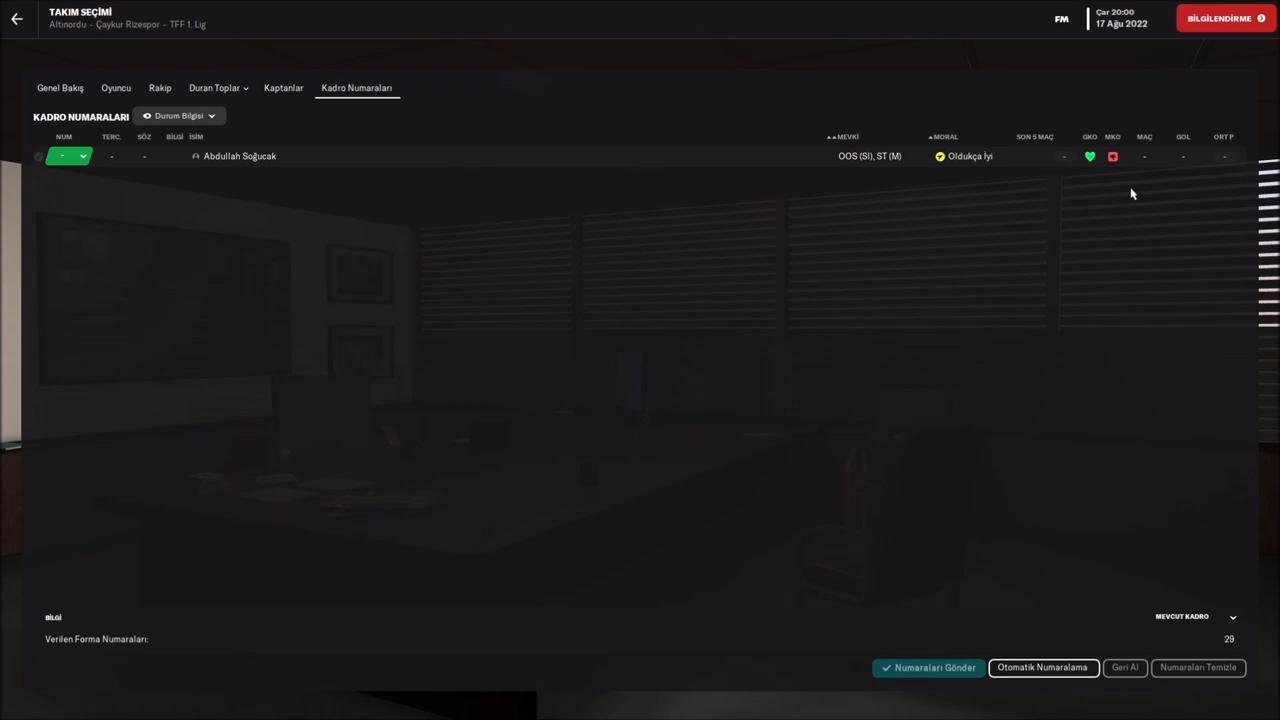 TAKIM SEÇİMİ
Altınordu - Çaykur Rizespor - TFF 1. Lig
FM
Çar 20:00
17 Ağu 2022
BİLGİLENDİRME
Genel Bakış Oyuncu Rakip Duran Toplar Kaptanlar Kadro Numaraları
KADRO NUMARALARI Durum Bilgisi
NUM TERC. SÖZ BİLGİ İSİM MEVKİ MORAL SON 5 MAÇ GKO MKO MAÇ GOL ORT P
- - - Abdullah Soğucak OOS (Sl), ST (M) Oldukça İyi - - - -
BİLGİ MEVCUT KADRO
Verilen Forma Numaraları: 29
Numaraları Gönder Otomatik Numaralama Geri Al Numaraları Temizle